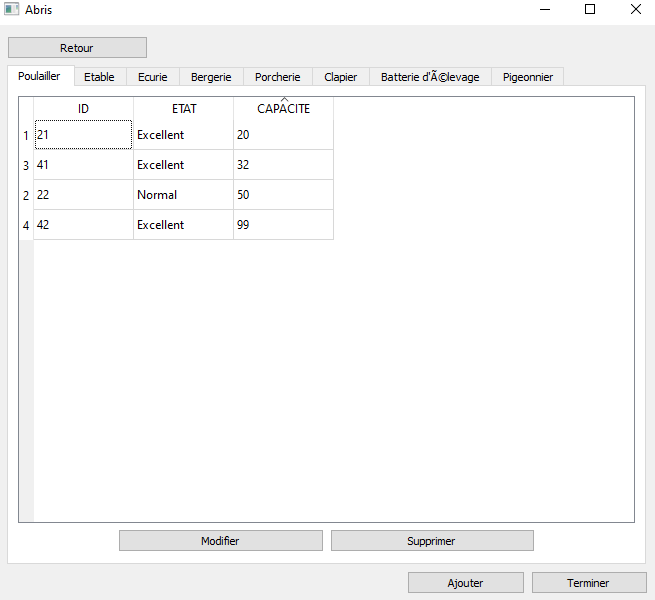 Abris
Retour
Poulailler Etable Ecurie Bergerie Porcherie Clapier Batterie d'Ã©levage Pigeonnier
ID ETAT CAPACITE
1 21 Excellent 20
3 41 Excellent 32
2 22 Normal 50
4 42 Excellent 99
Modifier Supprimer
Ajouter Terminer